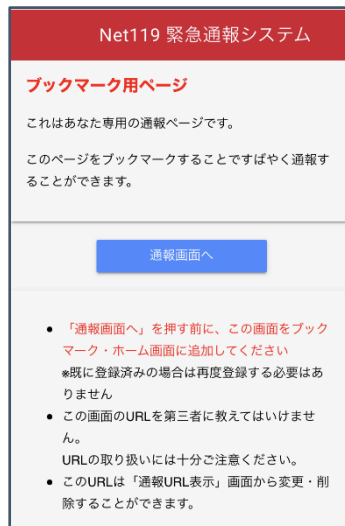 Net119 緊急通報システム
ブックマーク用ページ
これはあなた専用の通報ページです。
このページをブックマークすることですばやく通報す
ることができます。
通報画面へ
• 「通報画面へ」を押す前に、この画面をブック
マーク・ホーム画面に追加してください
※既に登録済みの場合は再度登録する必要はあ
りません
• この画面のURLを第三者に教えてはいけませ
ん。
URLの取り扱いには十分ご注意ください。
• このURLは「通報URL表示」画面から変更・削
除することができます。